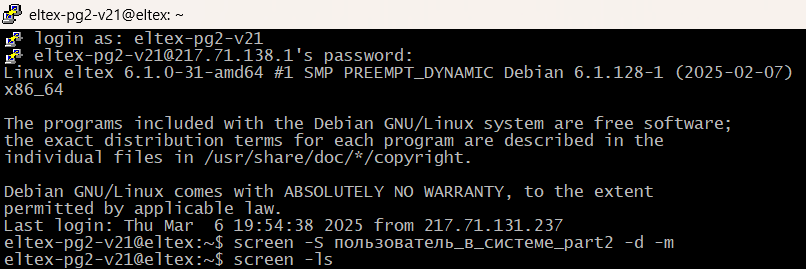 eltex-pg2-v21@eltex: ~
login as: eltex-pg2-v21
eltex-pg2-v21@217.71.138.1's password:
Linux eltex 6.1.0-31-amd64 #1 SMP PREEMPT_DYNAMIC Debian 6.1.128-1 (2025-02-07)
x86_64
The programs included with the Debian GNU/Linux system are free software;
the exact distribution terms for each program are described in the
individual files in /usr/share/doc/*/copyright.
Debian GNU/Linux comes with ABSOLUTELY NO WARRANTY, to the extent
permitted by applicable law.
Last login: Thu Mar  6 19:54:38 2025 from 217.71.131.237
eltex-pg2-v21@eltex:~$ screen -S пользователь_в_системе_part2 -d -m
eltex-pg2-v21@eltex:~$ screen -ls